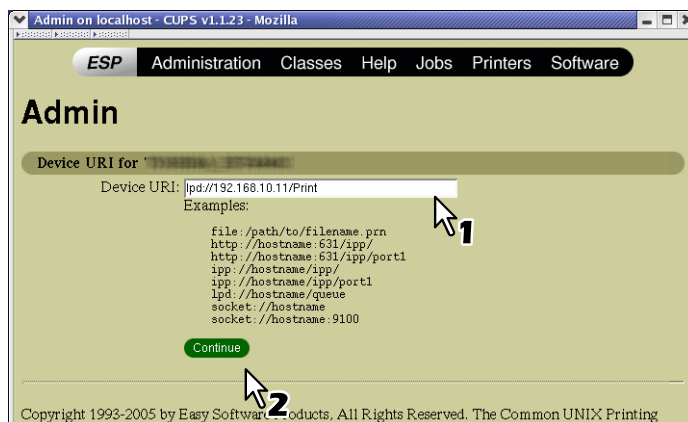 Admin on localhost - CUPS v1.1.23 - Mozilla
ESP Administration Classes Help Jobs Printers Software
Admin
Device URI for "
Device URI: lpd://192.168.10.11/Print
Examples:
file:/path/to/filename.prn
http://hostname:631/ipp/
http://hostname:631/ipp/port1
ipp://hostname/ipp/
ipp://hostname/ipp/port1
lpd://hostname/queue
socket://hostname
socket://hostname:9100
1
Continue
2
Copyright 1993-2005 by Easy Software Products, All Rights Reserved. The Common UNIX Printing